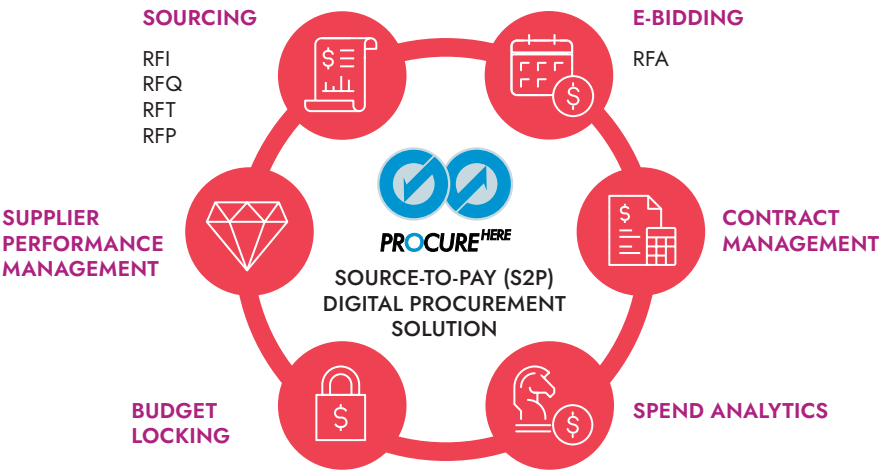 SOURCING
RFI
RFQ
RFT
RFP
E-BIDDING
RFA
SUPPLIER
PERFORMANCE
MANAGEMENT
PROCUREHERE
SOURCE-TO-PAY (S2P)
DIGITAL PROCUREMENT
SOLUTION
CONTRACT
MANAGEMENT
BUDGET
LOCKING
SPEND ANALYTICS
$
$
$
$
$